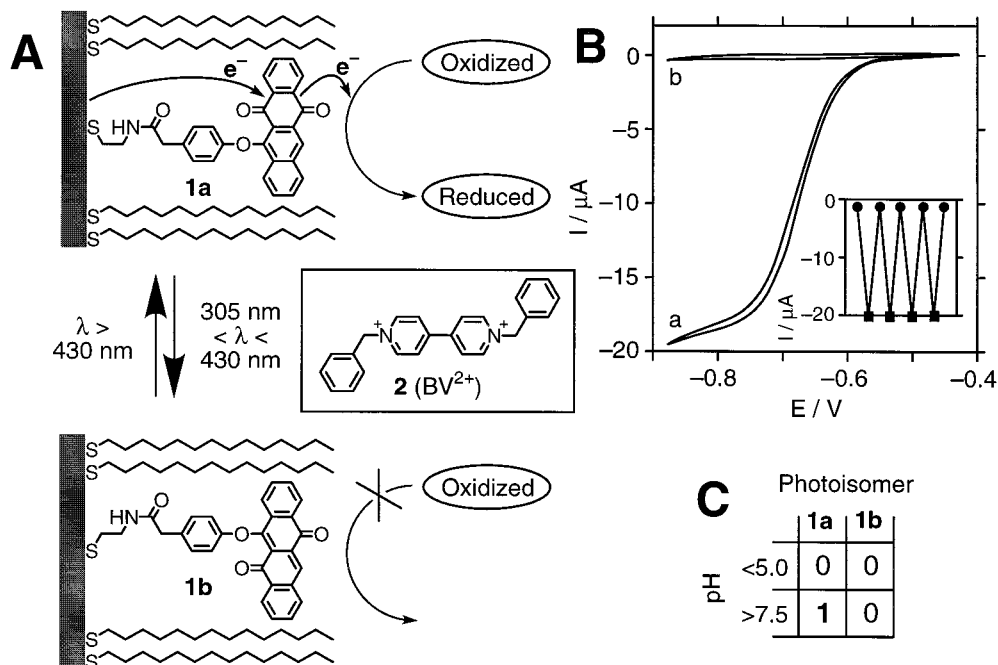 A
S
S
e⁻
e⁻
Oxidized
O
O
O
HN
S
O
1a
Reduced
S
S
λ >
430 nm
305 nm
< λ <
430 nm
N⁺
N⁺
2 (BV²⁺)
S
S
Oxidized
O
HN
S
O
O
O
1b
S
S
B
0
b
−5
−10
−15
−20
a
I / μA
−0.8
−0.6
−0.4
E / V
0
−10
−20
I / μA
C
Photoisomer
1a 1b
pH
<5.0 0 0
>7.5 1 0